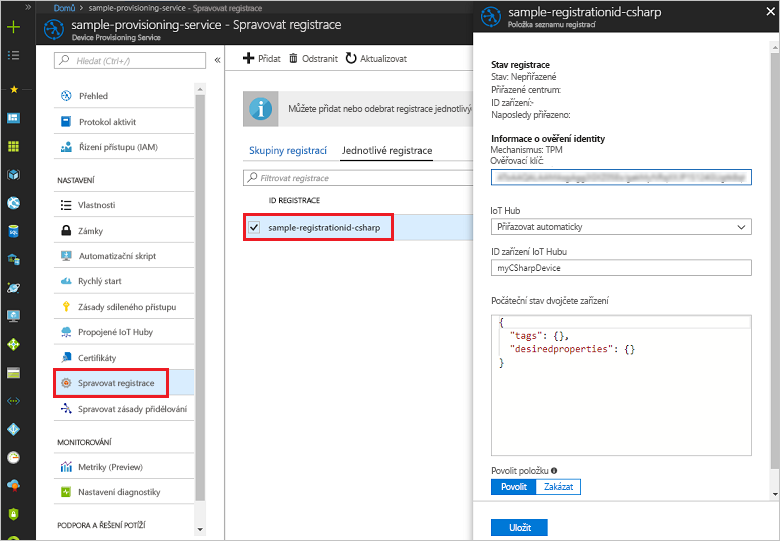 Domů > sample-provisioning-service - Spravovat registrace
sample-provisioning-service - Spravovat registrace
Device Provisioning Service
Hledat (Ctrl+/)
Přehled
Protokol aktivit
Řízení přístupu (IAM)
NASTAVENÍ
Vlastnosti
Zámky
Automatizační skript
Rychlý start
Zásady sdíleného přístupu
Propojené IoT Huby
Certifikáty
Spravovat registrace
Spravovat zásady přidělování
MONITOROVÁNÍ
Metriky (Preview)
Nastavení diagnostiky
PODPORA A ŘEŠENÍ POTÍŽÍ
Přidat Odstranit Aktualizovat
Můžete přidat nebo odebrat registrace jednotlivý
Skupiny registrací Jednotlivé registrace
Filtrovat registrace
ID REGISTRACE
sample-registrationid-csharp
sample-registrationid-csharp
Položka seznamu registrací
Stav registrace
Stav: Nepřiřazené
Přiřazené centrum:
ID zařízení:-
Naposledy přiřazeno:
Informace o ověření identity
Mechanismus: TPM
Ověřovací klíč:
IoT Hub
Přiřazovat automaticky
ID zařízení IoT Hubu
myCSharpDevice
Počáteční stav dvojčete zařízení
{
"tags": {},
"desiredproperties": {}
}
Povolit položku
Povolit Zakázat
Uložit